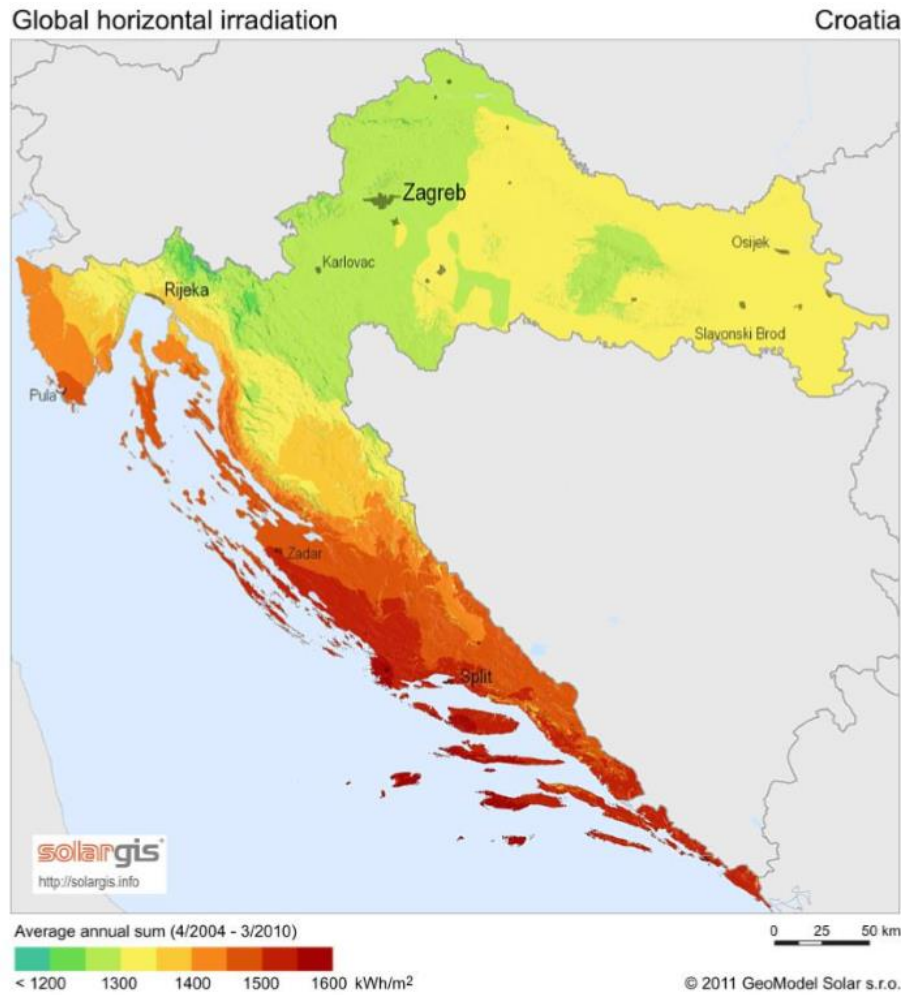 Global horizontal irradiation
Croatia
Zagreb
Osijek
Karlovac
Rijeka
Slavonski Brod
Pula
Zadar
Split
solargis
http://solargis.info
Average annual sum (4/2004 - 3/2010)
0 25 50 km
< 1200 1300 1400 1500 1600 kWh/m²
© 2011 GeoModel Solar s.r.o.